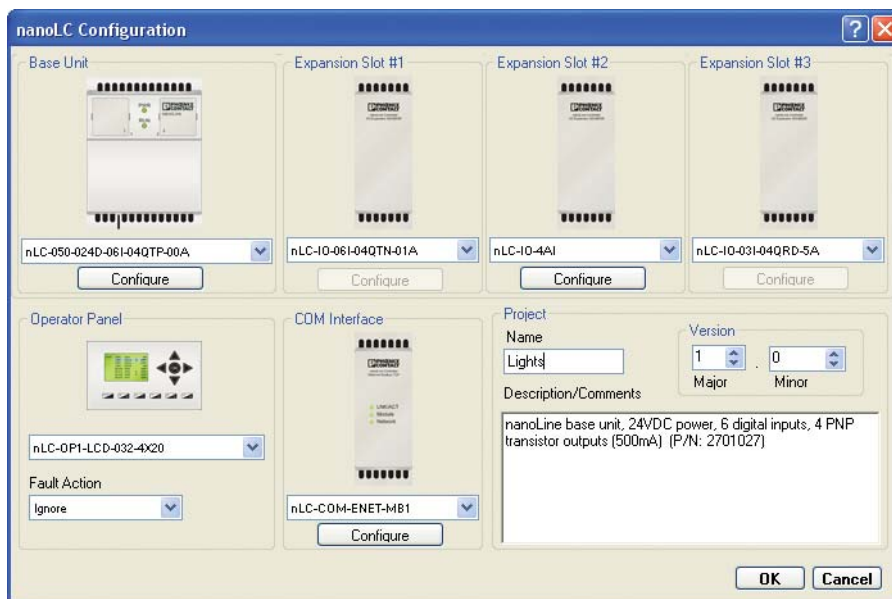 nanoLC Configuration
Base Unit
Expansion Slot #1
Expansion Slot #2
Expansion Slot #3
nLC-050-024D-06I-04QTP-00A
nLC-IO-06I-04QTN-01A
nLC-IO-4AI
nLC-IO-03I-04QRD-5A
Configure
Configure
Configure
Configure
Operator Panel
nLC-OP1-LCD-032-4X20
Fault Action
Ignore
COM Interface
LINK/ACT
Module
Network
nLC-COM-ENET-MB1
Configure
Project
Name
Lights
Version
1 . 0
Major Minor
Description/Comments
nanoLine base unit, 24VDC power, 6 digital inputs, 4 PNP
transistor outputs (500mA) (P/N: 2701027)
OK Cancel